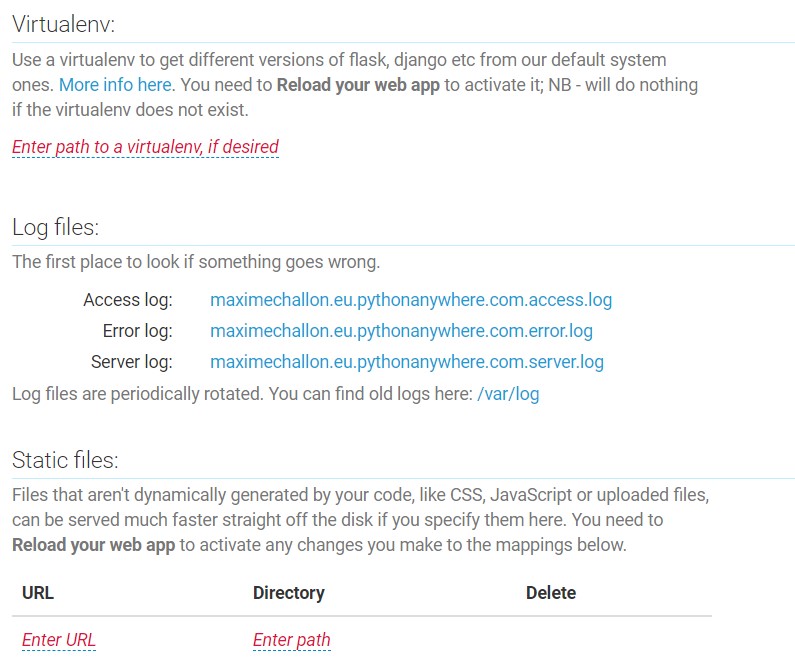 Virtualenv:
Use a virtualenv to get different versions of flask, django etc from our default system
ones. More info here. You need to Reload your web app to activate it; NB - will do nothing
if the virtualenv does not exist.
Enter path to a virtualenv, if desired
Log files:
The first place to look if something goes wrong.
Access log: maximechallon.eu.pythonanywhere.com.access.log
Error log: maximechallon.eu.pythonanywhere.com.error.log
Server log: maximechallon.eu.pythonanywhere.com.server.log
Log files are periodically rotated. You can find old logs here: /var/log
Static files:
Files that aren't dynamically generated by your code, like CSS, JavaScript or uploaded files,
can be served much faster straight off the disk if you specify them here. You need to
Reload your web app to activate any changes you make to the mappings below.
URL Directory Delete
Enter URL Enter path